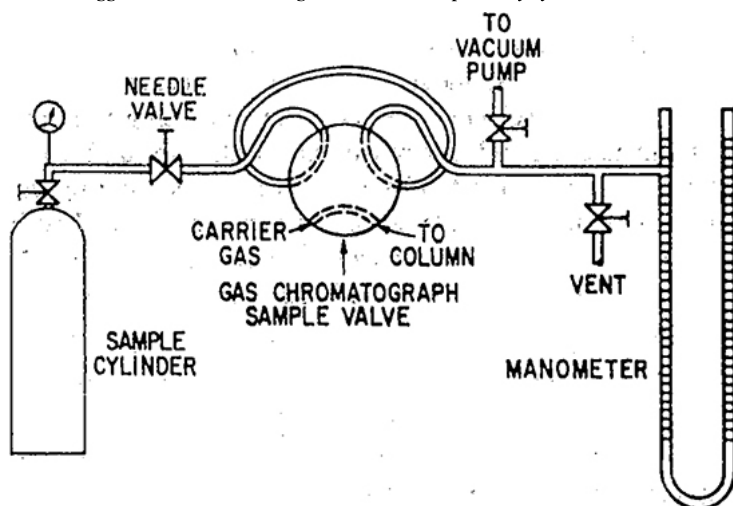 TO
VACUUM
PUMP
NEEDLE
VALVE
CARRIER
GAS
TO
COLUMN
VENT
GAS CHROMATOGRAPH
SAMPLE VALVE
SAMPLE
CYLINDER
MANOMETER